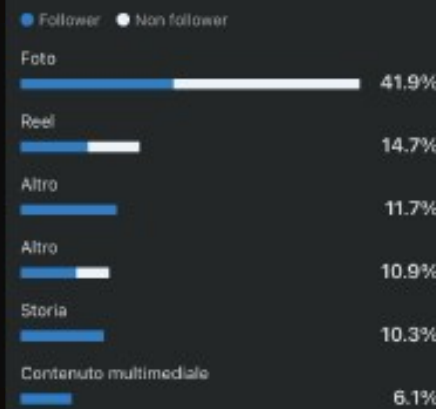 Follower Non follower
Foto
41.9%
Reel
14.7%
Altro
11.7%
Altro
10.9%
Storia
10.3%
Contenuto multimediale
6.1%